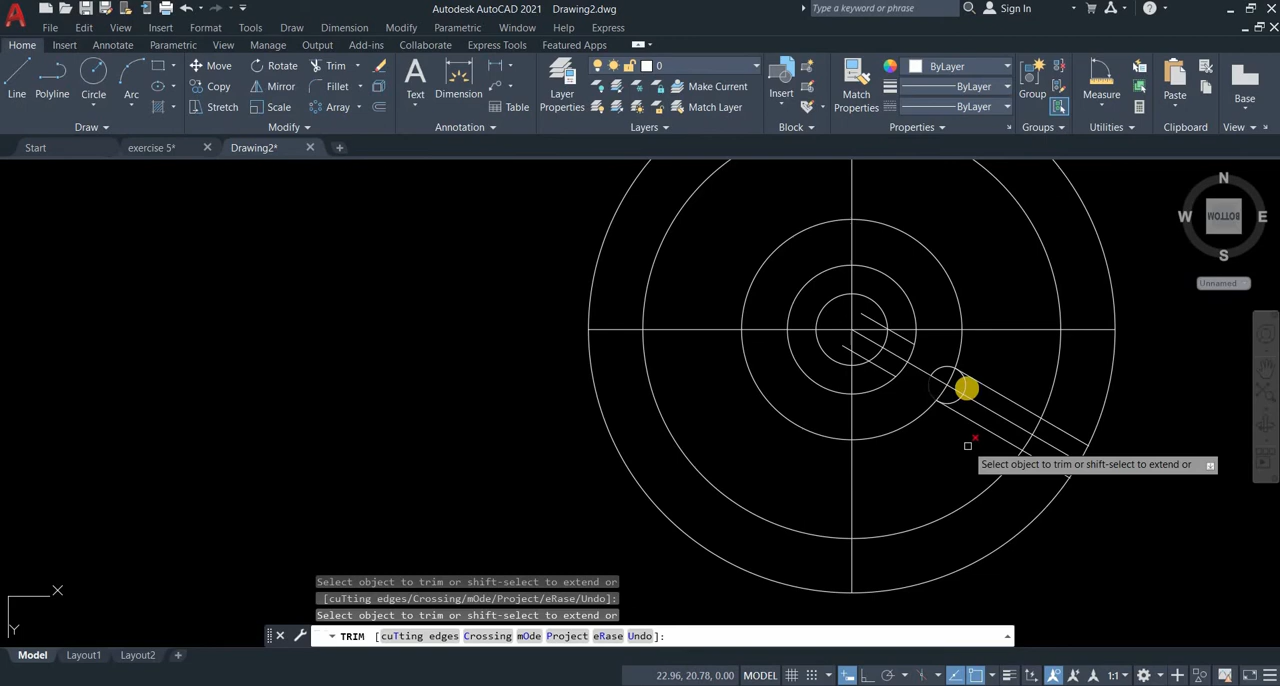 Autodesk AutoCAD 2021 Drawing2.dwg
Type a keyword or phrase
Sign In
File Edit View Insert Format Tools Draw Dimension Modify Parametric Window Help Express
Home Insert Annotate Parametric View Manage Output Add-ins Collaborate Express Tools Featured Apps
Line Polyline Circle Arc
Move Rotate Trim
Copy Mirror Fillet
Stretch Scale Array
Text Dimension
Table
Layer Properties
0
Make Current
Match Layer
Insert
Match Properties
ByLayer
ByLayer
ByLayer
Group
Measure
Paste
Base
Draw Modify Annotation Layers Block Properties Groups Utilities Clipboard View
Start exercise 5* Drawing2*
N
W BOTTOM E
S
Unnamed
Select object to trim or shift-select to extend or
X
Y
Select object to trim or shift-select to extend or
[cuTting edges/Crossing/mOde/Project/eRase/Undo]:
Select object to trim or shift-select to extend or
TRIM [cuTting edges Crossing mOde Project eRase Undo]:
Model Layout1 Layout2
22.96, 20.78, 0.00 MODEL 1:1